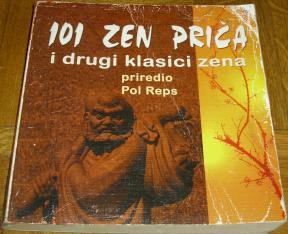 101 ZEN PRIČA
i drugi klasici zena
priredio
Pol Reps